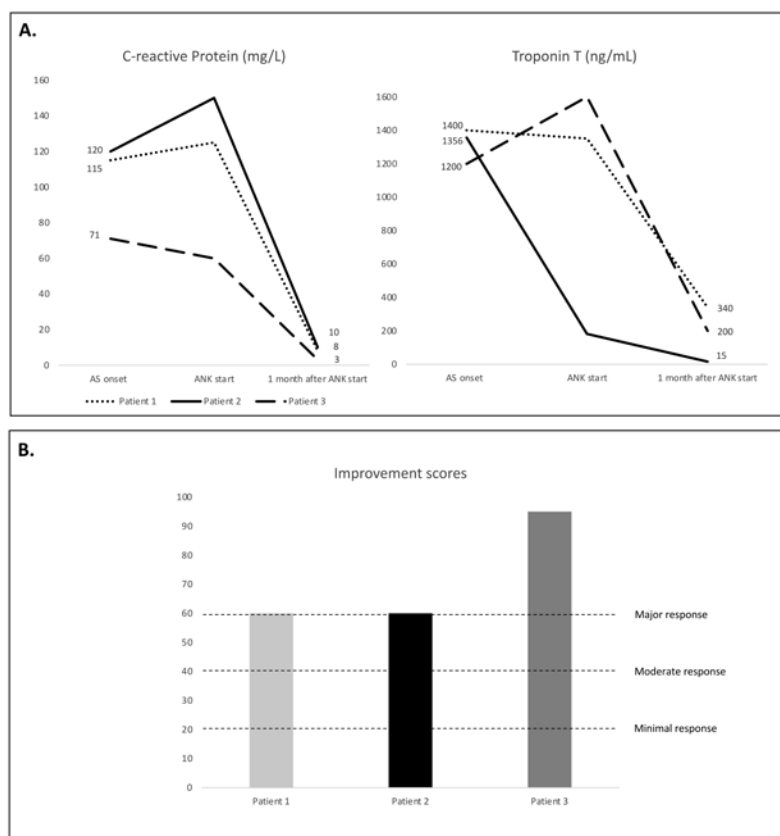 A.
C-reactive Protein (mg/L)
160
140
120
100
80
60
40
20
0
120
115
71
10
8
3
AS onset
ANK start
1 month after ANK start
Patient 1
Patient 2
Patient 3
Troponin T (ng/mL)
1600
1400
1200
1000
800
600
400
200
0
1400
1356
1200
340
200
15
AS onset
ANK start
1 month after ANK start
B.
Improvement scores
100
90
80
70
60
50
40
30
20
10
0
Major response
Moderate response
Minimal response
Patient 1
Patient 2
Patient 3